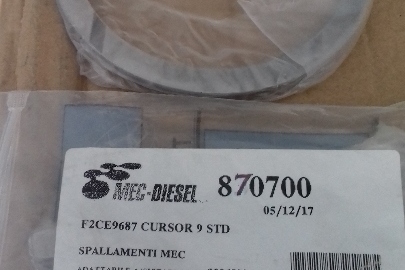 MEC-DIESEL 870700
05/12/17
F2CE9687 CURSOR 9 STD
SPALLAMENTI MEC